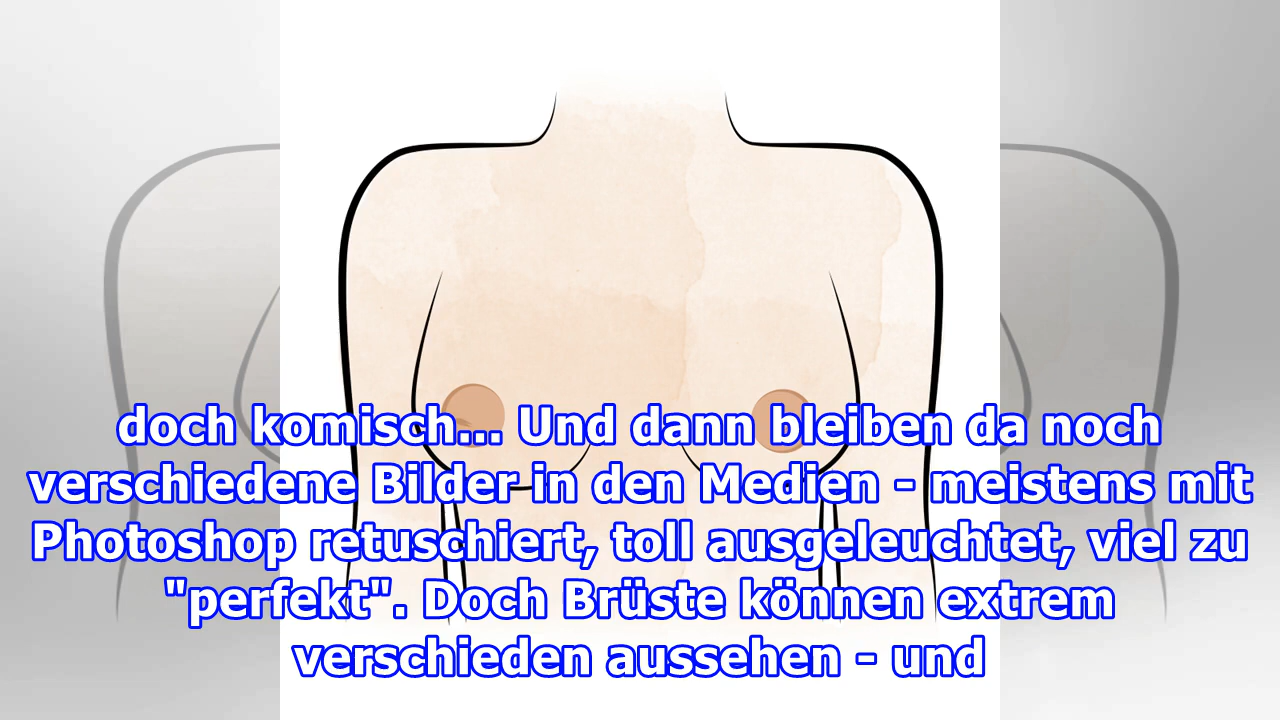 doch komisch... Und dann bleiben da noch
verschiedene Bilder in den Medien - meistens mit
Photoshop retuschiert, toll ausgeleuchtet, viel zu
"perfekt". Doch Brüste können extrem
verschieden aussehen - und